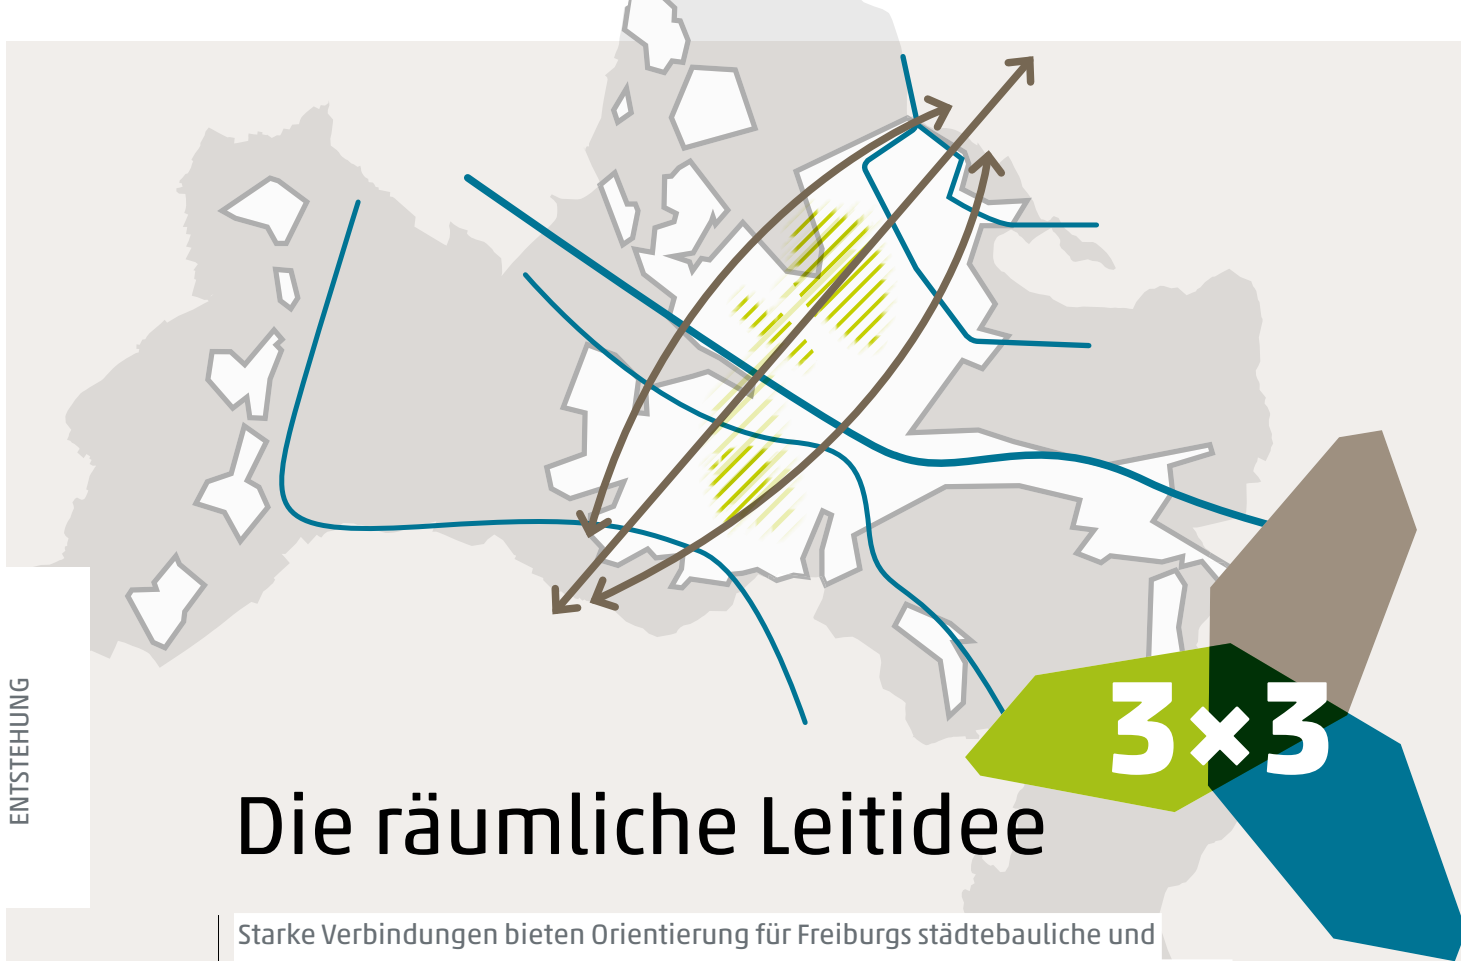 ENTSTEHUNG
3×3
Die räumliche Leitidee
Starke Verbindungen bieten Orientierung für Freiburgs städtebauliche und